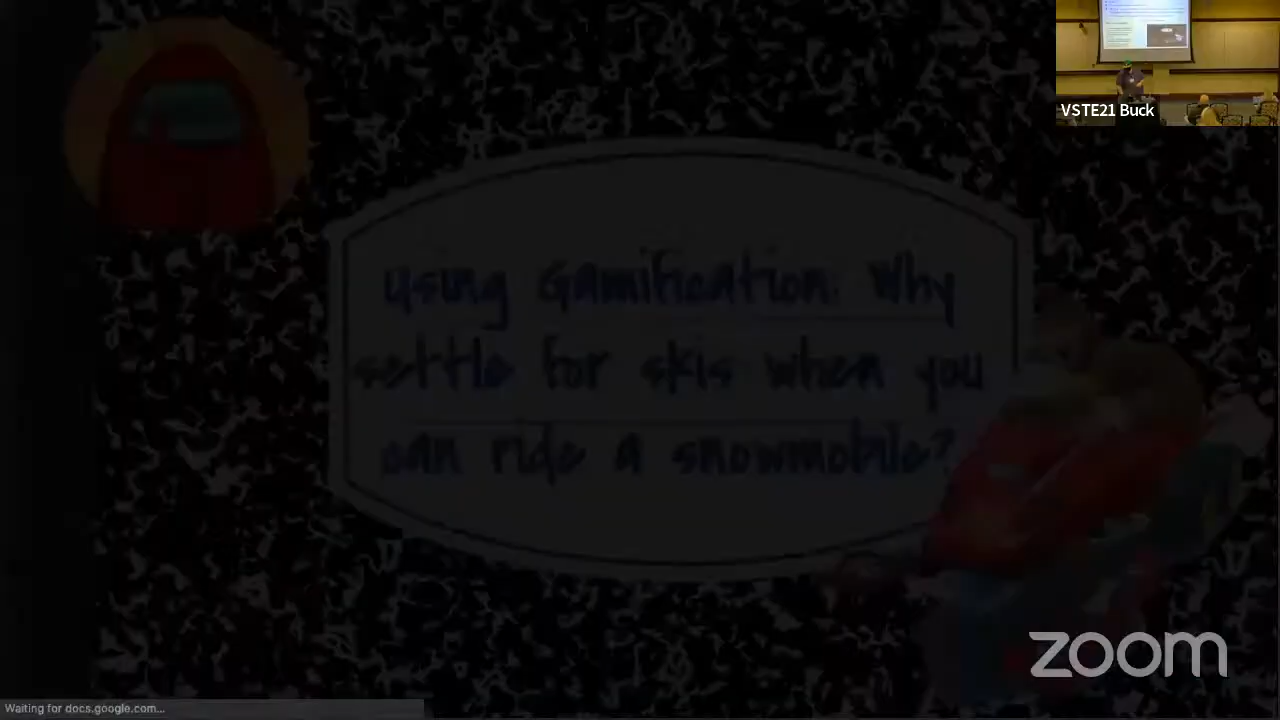 VSTE21 Buck
Using Gamification: Why
settle for skis when you
can ride a snowmobile?
zoom
Waiting for docs.google.com...